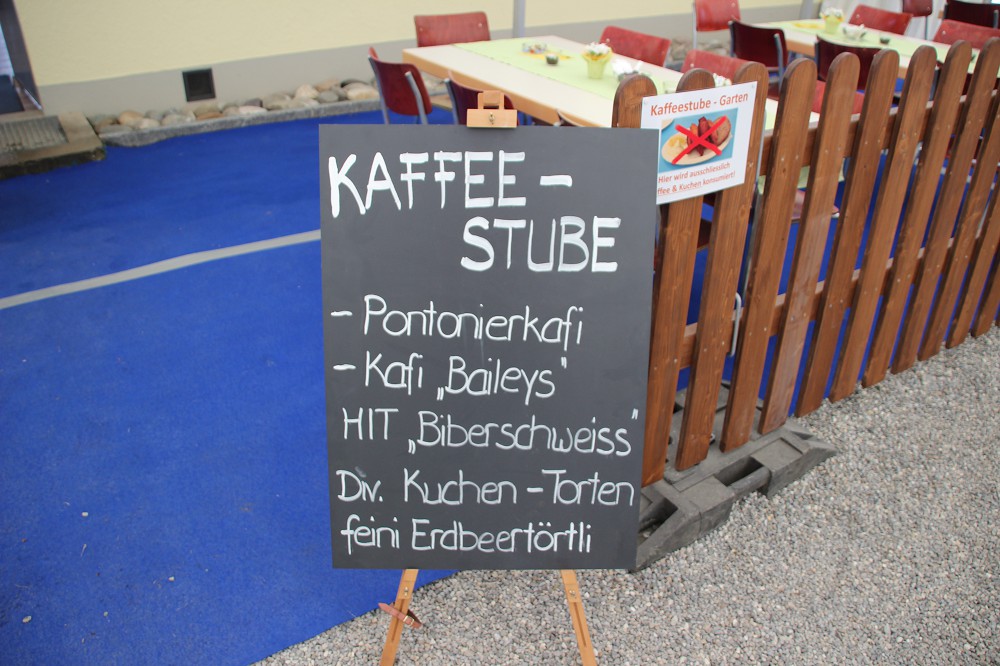 KAFFEE-
STUBE
- Pontonierkafi
- Kafi „Baileys"
HIT „Biberschweiss"
Div. Kuchen - Torten
feini Erdbeertörtli
Kaffeestube - Garten
Hier wird ausschliesslich
& Kuchen konsumiert!